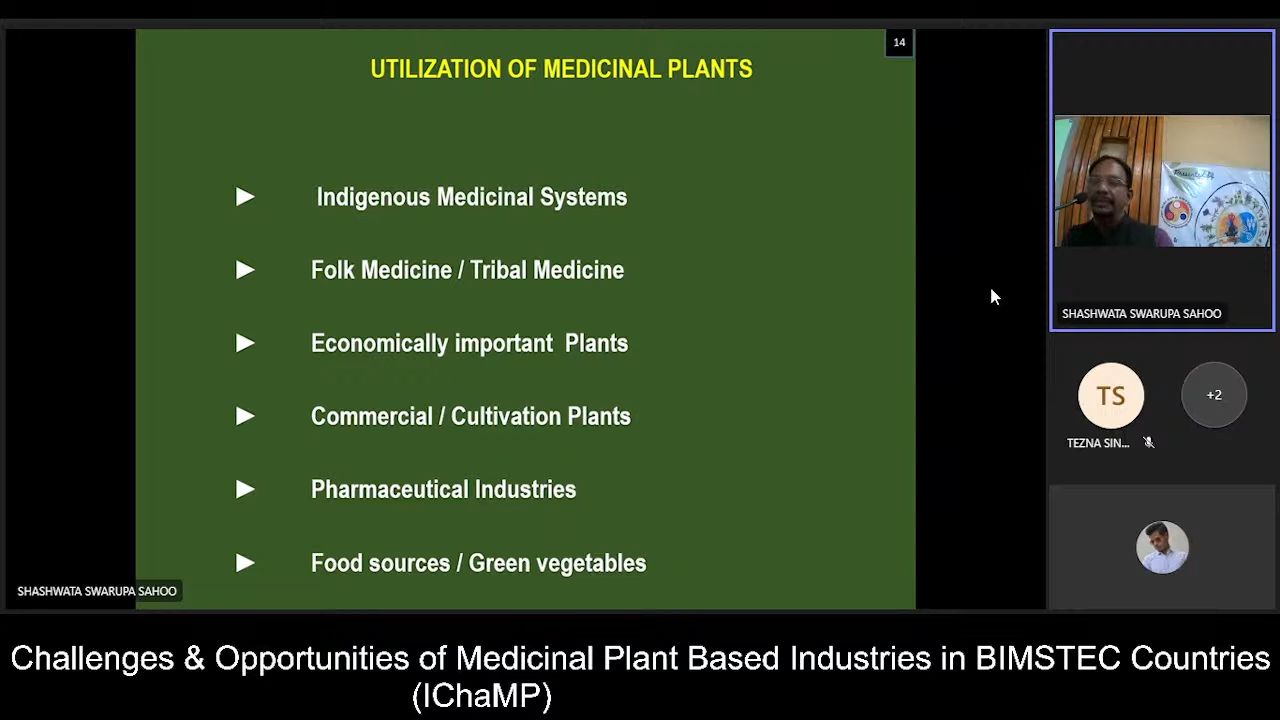 14
UTILIZATION OF MEDICINAL PLANTS
Indigenous Medicinal Systems
Folk Medicine / Tribal Medicine
Economically important Plants
Commercial / Cultivation Plants
Pharmaceutical Industries
Food sources / Green vegetables
SHASHWATA SWARUPA SAHOO
Presented by
SHASHWATA SWARUPA SAHOO
TS
+2
TEZNA SIN...
Challenges & Opportunities of Medicinal Plant Based Industries in BIMSTEC Countries
(IChaMP)